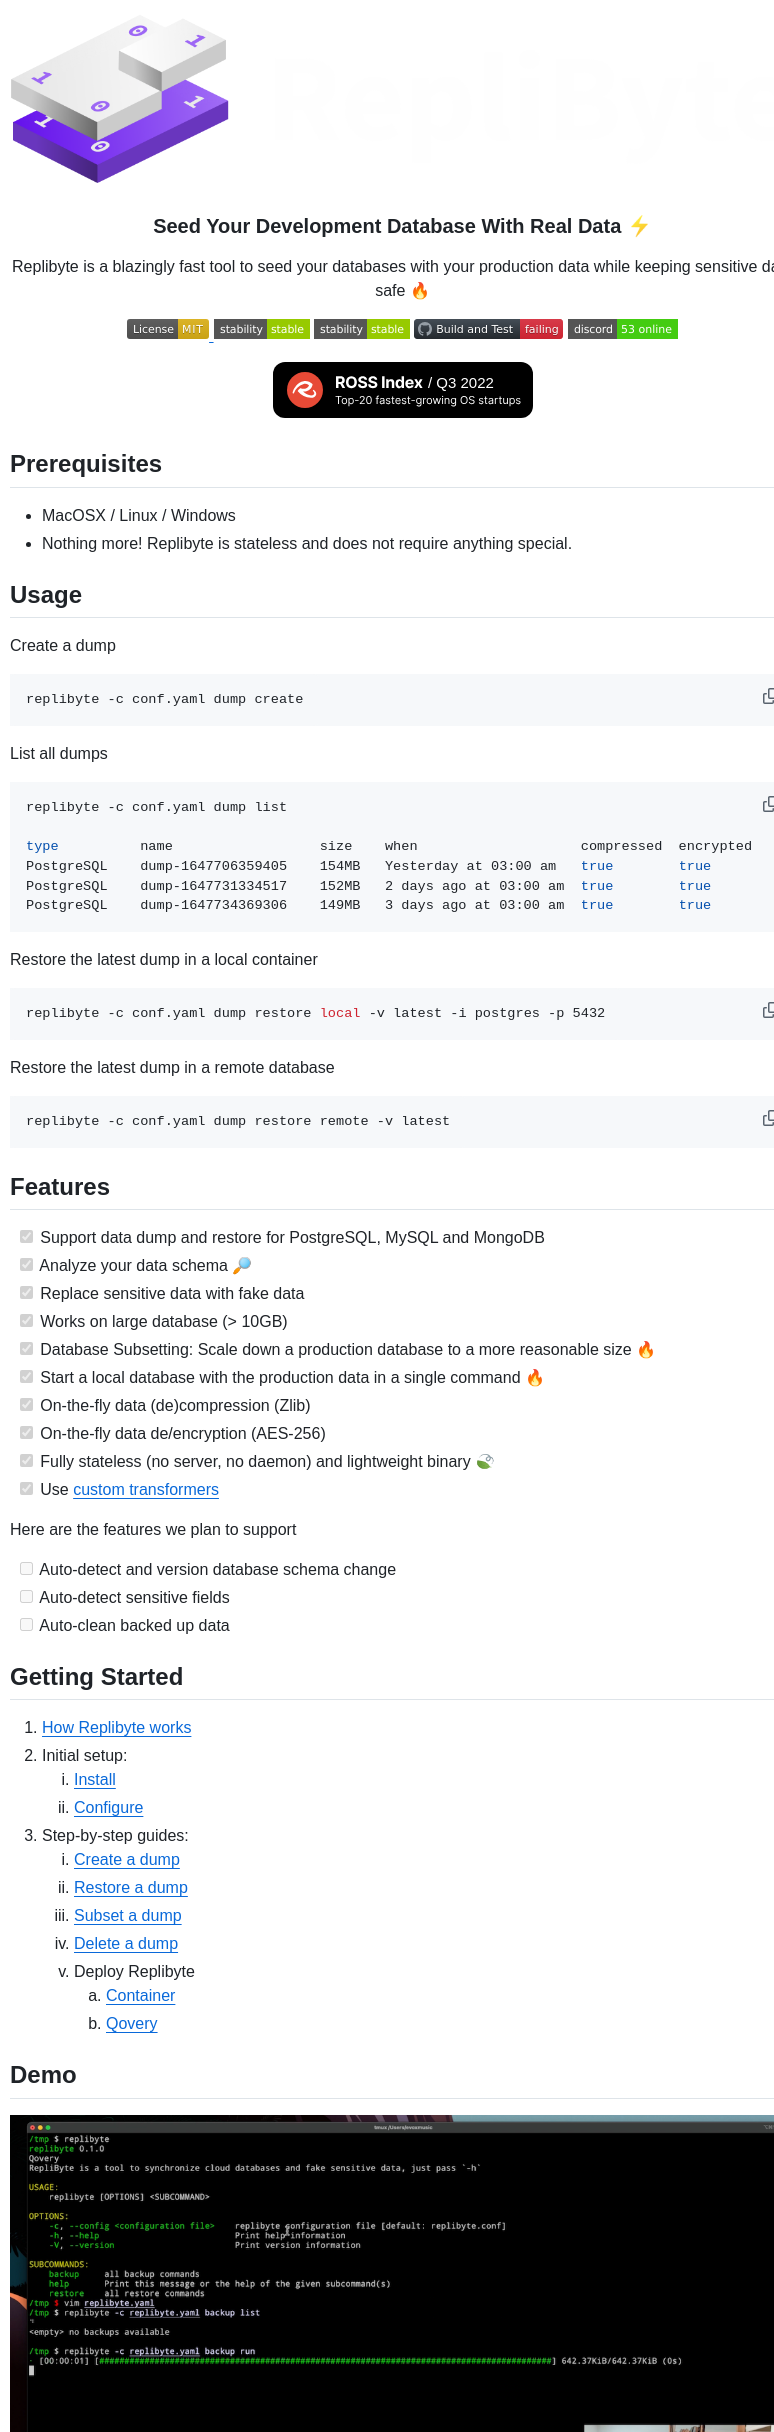 1 0 1
1 0 1
0
Seed Your Development Database With Real Data ⚡
Replibyte is a blazingly fast tool to seed your databases with your production data while keeping sensitive da
safe 🔥
License MIT stability stable stability stable Build and Test failing discord 53 online
ROSS Index / Q3 2022
Top-20 fastest-growing OS startups
Prerequisites
• MacOSX / Linux / Windows
• Nothing more! Replibyte is stateless and does not require anything special.
Usage
Create a dump
replibyte -c conf.yaml dump create
List all dumps
replibyte -c conf.yaml dump list
type name size when compressed encrypted
PostgreSQL dump-1647706359405 154MB Yesterday at 03:00 am true true
PostgreSQL dump-1647731334517 152MB 2 days ago at 03:00 am true true
PostgreSQL dump-1647734369306 149MB 3 days ago at 03:00 am true true
Restore the latest dump in a local container
replibyte -c conf.yaml dump restore local -v latest -i postgres -p 5432
Restore the latest dump in a remote database
replibyte -c conf.yaml dump restore remote -v latest
Features
Support data dump and restore for PostgreSQL, MySQL and MongoDB
Analyze your data schema 🔎
Replace sensitive data with fake data
Works on large database (> 10GB)
Database Subsetting: Scale down a production database to a more reasonable size 🔥
Start a local database with the production data in a single command 🔥
On-the-fly data (de)compression (Zlib)
On-the-fly data de/encryption (AES-256)
Fully stateless (no server, no daemon) and lightweight binary 🍃
Use custom transformers
Here are the features we plan to support
Auto-detect and version database schema change
Auto-detect sensitive fields
Auto-clean backed up data
Getting Started
1. How Replibyte works
2. Initial setup:
i. Install
ii. Configure
3. Step-by-step guides:
i. Create a dump
ii. Restore a dump
iii. Subset a dump
iv. Delete a dump
v. Deploy Replibyte
a. Container
b. Qovery
Demo
/tmp $ replibyte
replibyte 0.1.0
Qovery
RepliByte is a tool to synchronize cloud databases and fake sensitive data, just pass `-h`
USAGE:
replibyte [OPTIONS] <SUBCOMMAND>
OPTIONS:
-c, --config <configuration file> replibyte configuration file [default: replibyte.conf]
-h, --help Print help information
-V, --version Print version information
SUBCOMMANDS:
backup all backup commands
help Print this message or the help of the given subcommand(s)
restore all restore commands
/tmp $ vim replibyte.yaml
/tmp $ replibyte -c replibyte.yaml backup list
<empty> no backups available
/tmp $ replibyte -c replibyte.yaml backup run
[00:00:01] [##########################################################################################] 642.37KiB/642.37KiB (0s)